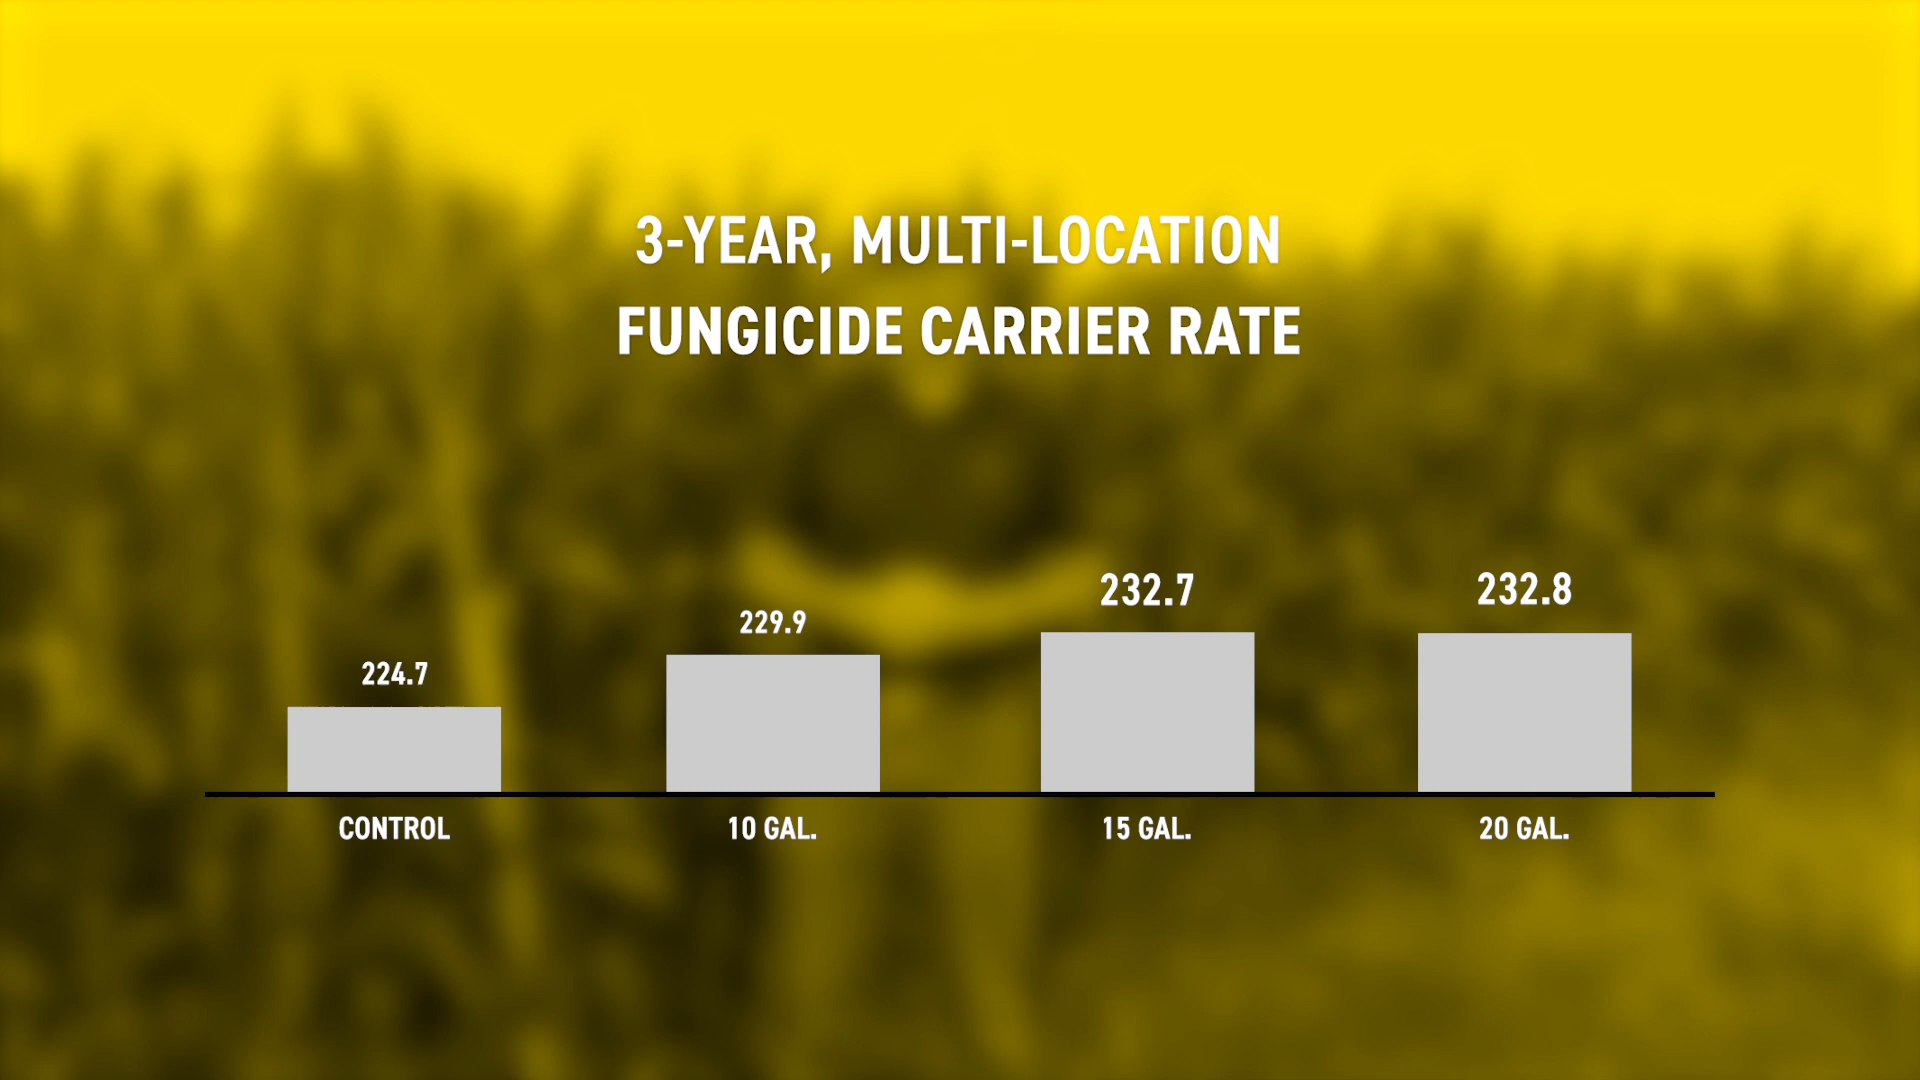 3-YEAR, MULTI-LOCATION
FUNGICIDE CARRIER RATE
224.7
229.9
232.7
232.8
CONTROL
10 GAL.
15 GAL.
20 GAL.